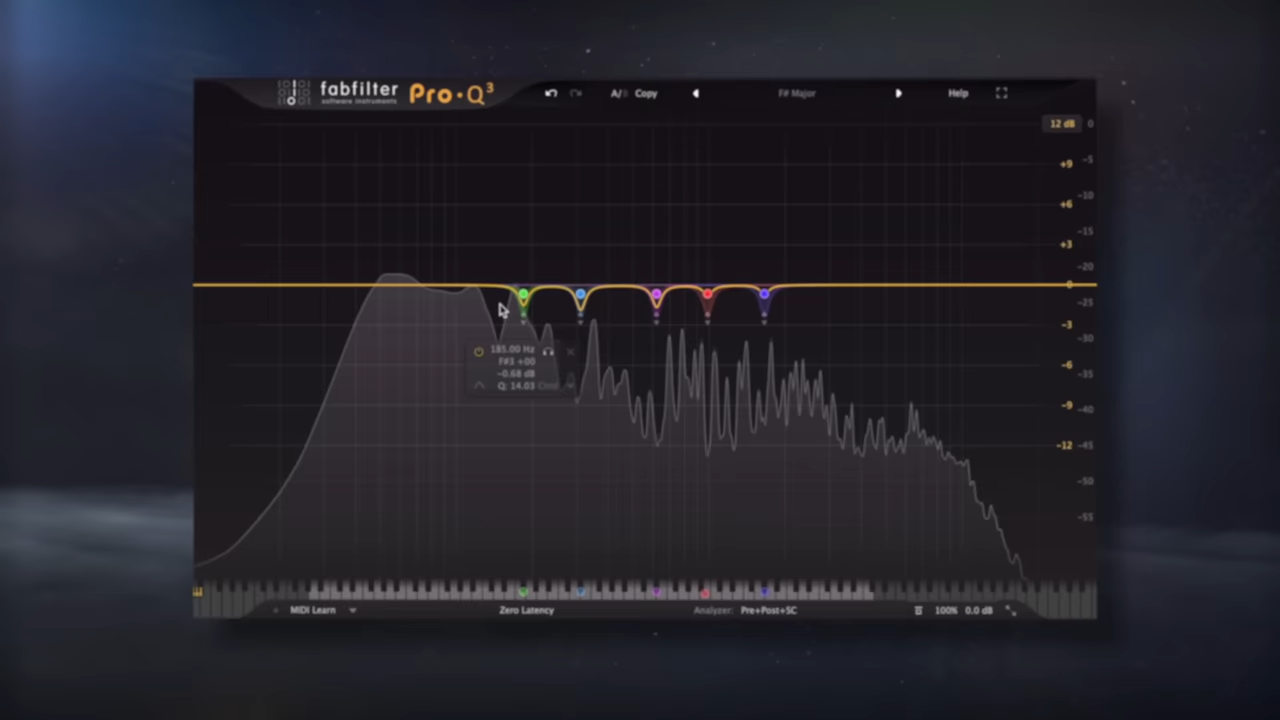 fabfilter
software instruments
Pro·Q3
A/B Copy
F# Major
Help
12 dB 0
-5
+9
-10
+6
-15
+3
-20
0
-25
-3
-30
-6
-35
-9
-40
-12 -45
-50
-55
185.00 Hz
F#3 +00
-0.68 dB
Q: 14.03
MIDI Learn
Zero Latency
Analyzer: Pre+Post+SC
100% 0.0 dB